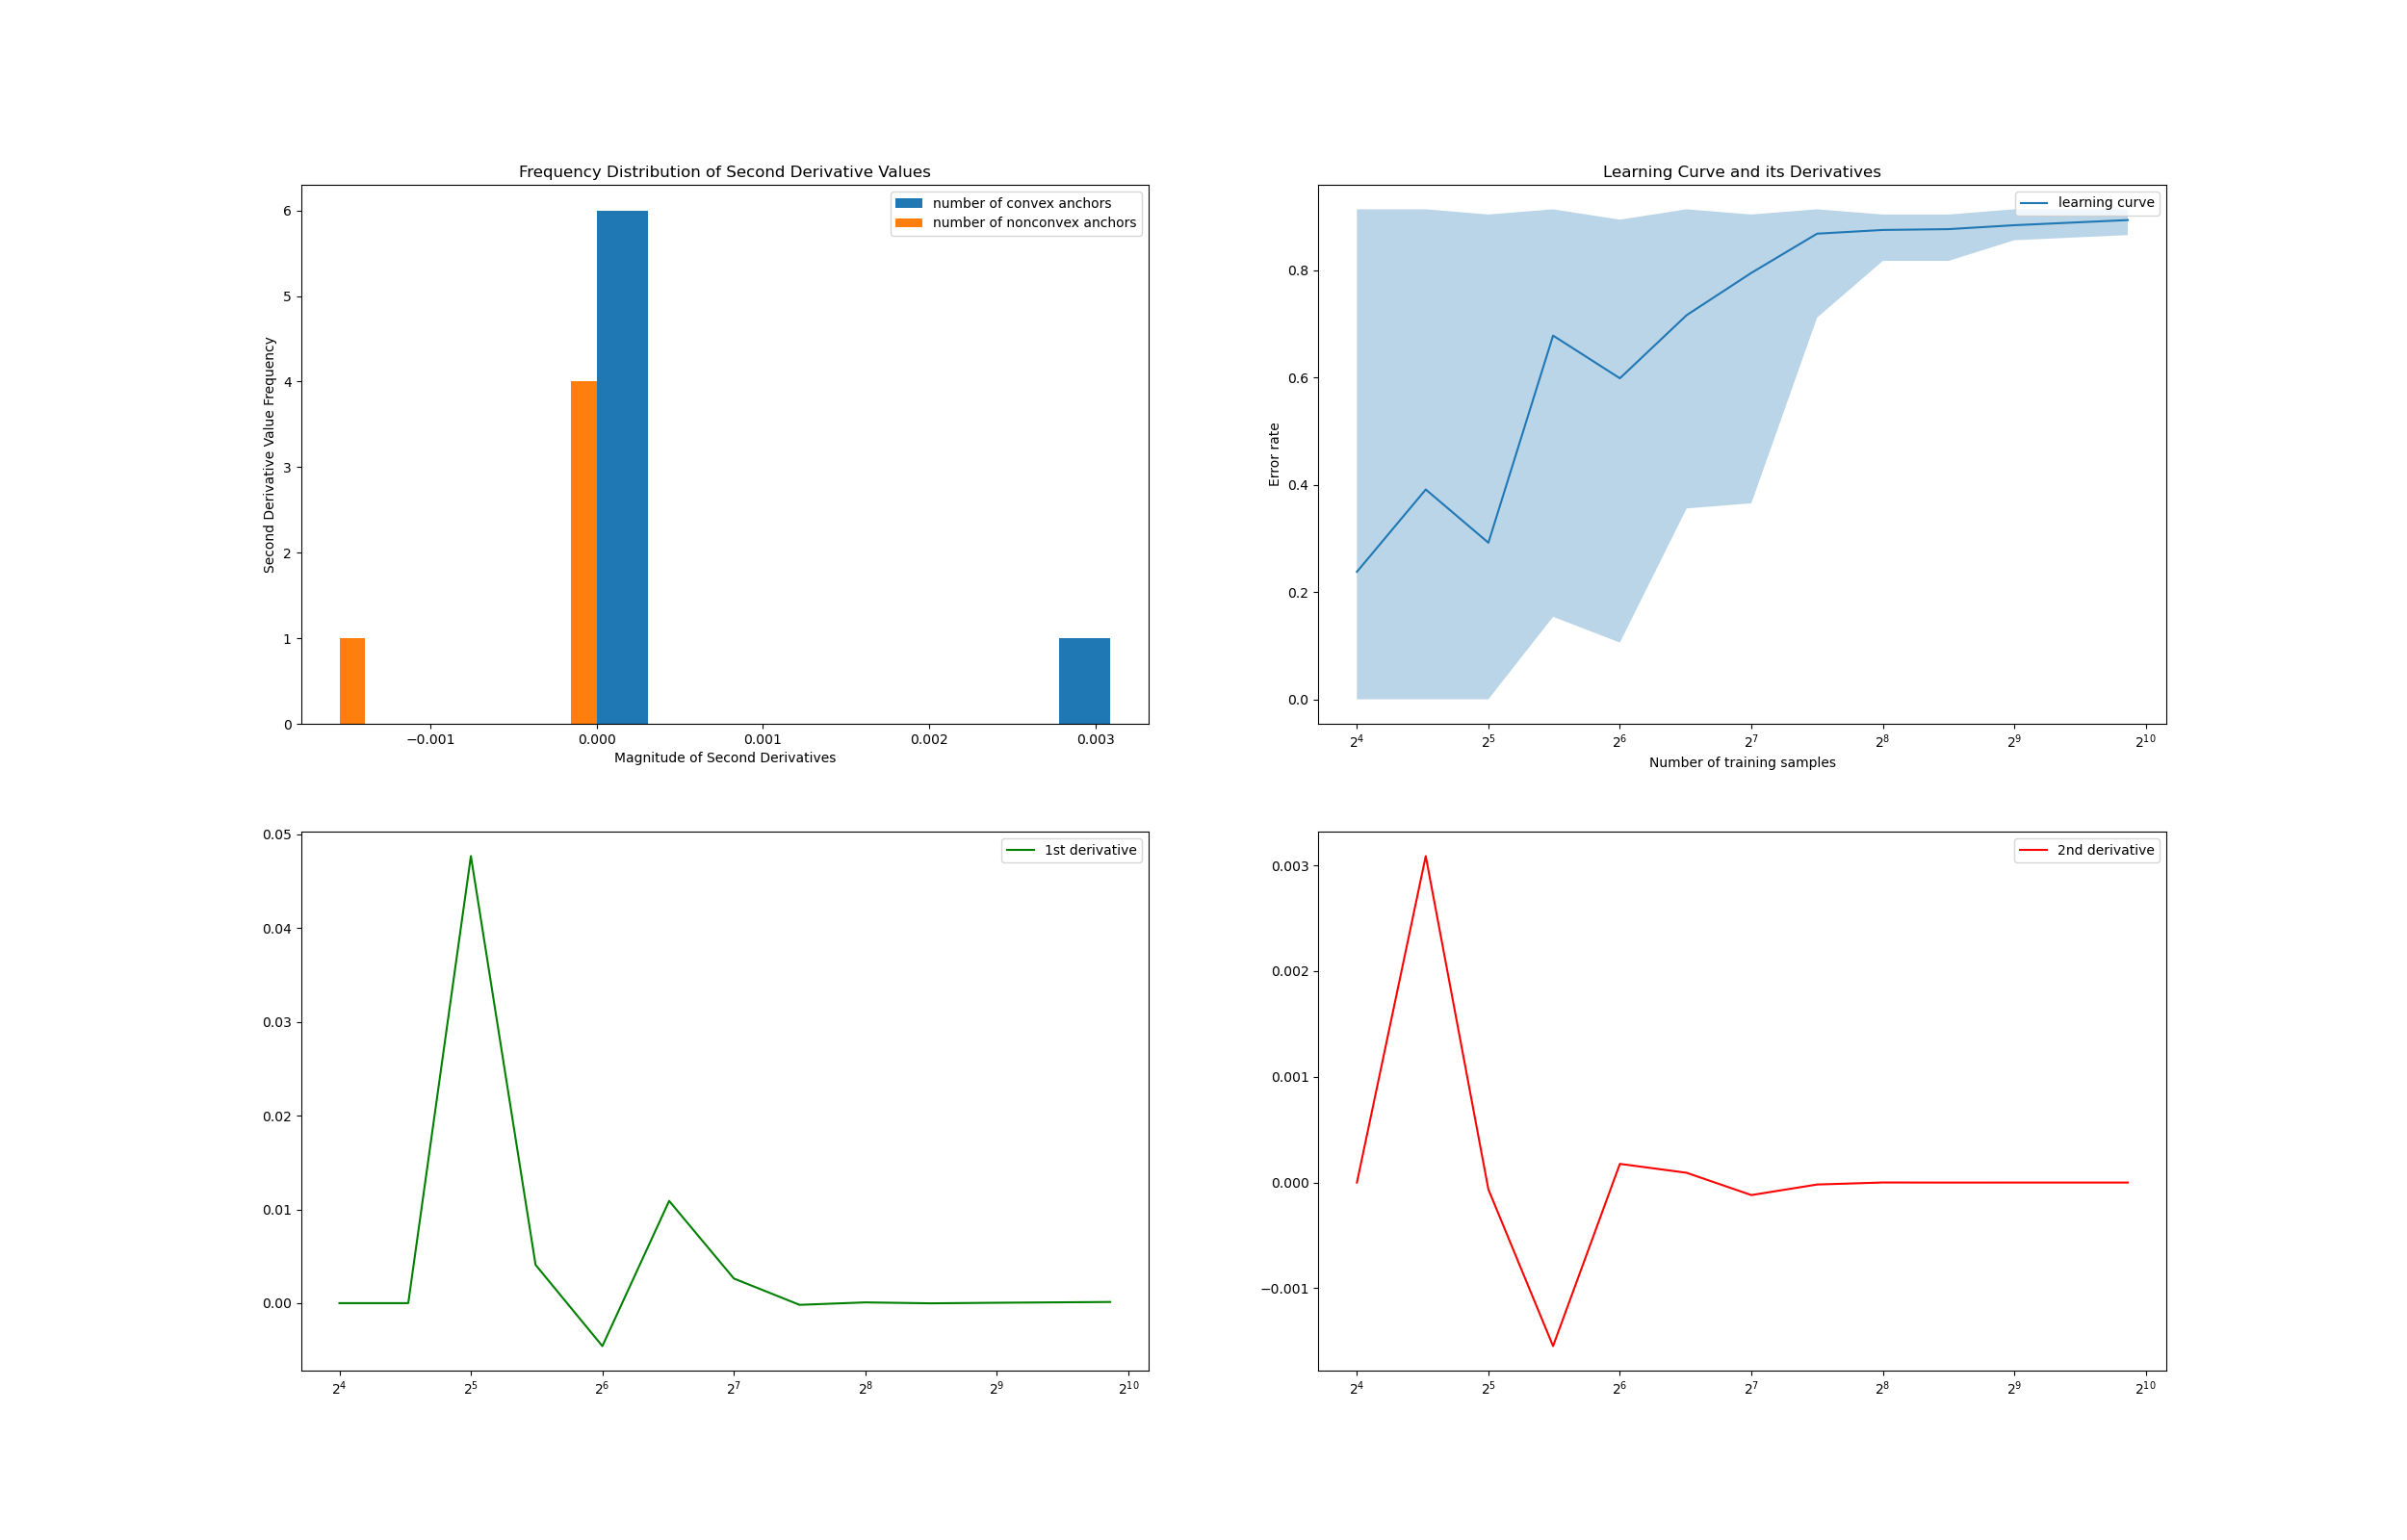 Frequency Distribution of Second Derivative Values
6
5
4
3
2
1
0
Second Derivative Value Frequency
number of convex anchors
number of nonconvex anchors
−0.001 0.000 0.001 0.002 0.003
Magnitude of Second Derivatives
Learning Curve and its Derivatives
learning curve
0.8
0.6
0.4
0.2
0.0
Error rate
2⁴ 2⁵ 2⁶ 2⁷ 2⁸ 2⁹ 2¹⁰
Number of training samples
0.05
0.04
0.03
0.02
0.01
0.00
1st derivative
2⁴ 2⁵ 2⁶ 2⁷ 2⁸ 2⁹ 2¹⁰
0.003
0.002
0.001
0.000
−0.001
2nd derivative
2⁴ 2⁵ 2⁶ 2⁷ 2⁸ 2⁹ 2¹⁰